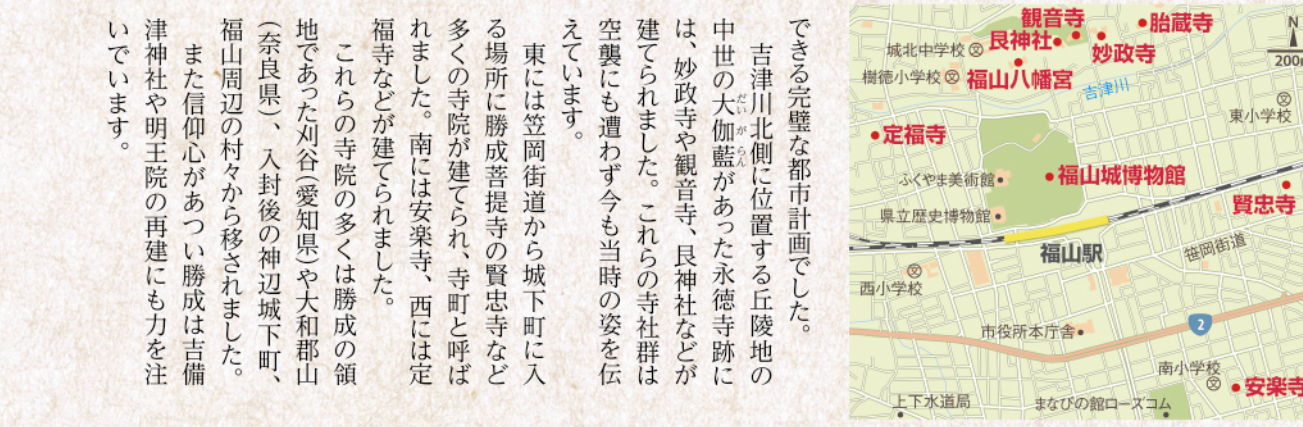 できる完璧な都市計画でした。
吉津川北側に位置する丘陵地の
中世の大伽藍があった永徳寺跡に
だいがらん
は、妙政寺や観音寺、艮神社などが
建てられました。これらの寺社群は
空襲にも遭わず今も当時の姿を伝
えています。
東には笠岡街道から城下町に入
る場所に勝成菩提寺の賢忠寺など
多くの寺院が建てられ、寺町と呼ば
れました。南には安楽寺、西には定
福寺などが建てられました。
これらの寺院の多くは勝成の領
地であった刈谷(愛知県)や大和郡山
(奈良県)、入封後の神辺城下町、
福山周辺の村々から移されました。
また信仰心があつい勝成は吉備
津神社や明王院の再建にも力を注
いでいます。
観音寺
胎蔵寺
N
城北中学校
艮神社
妙政寺
200m
樹徳小学校
福山八幡宮
吉津川
東小学校
定福寺
ふくやま美術館
福山城博物館
県立歴史博物館
賢忠寺
福山駅
笹岡街道
西小学校
市役所本庁舎
2
南小学校
安楽寺
上下水道局
まなびの館ローズコム